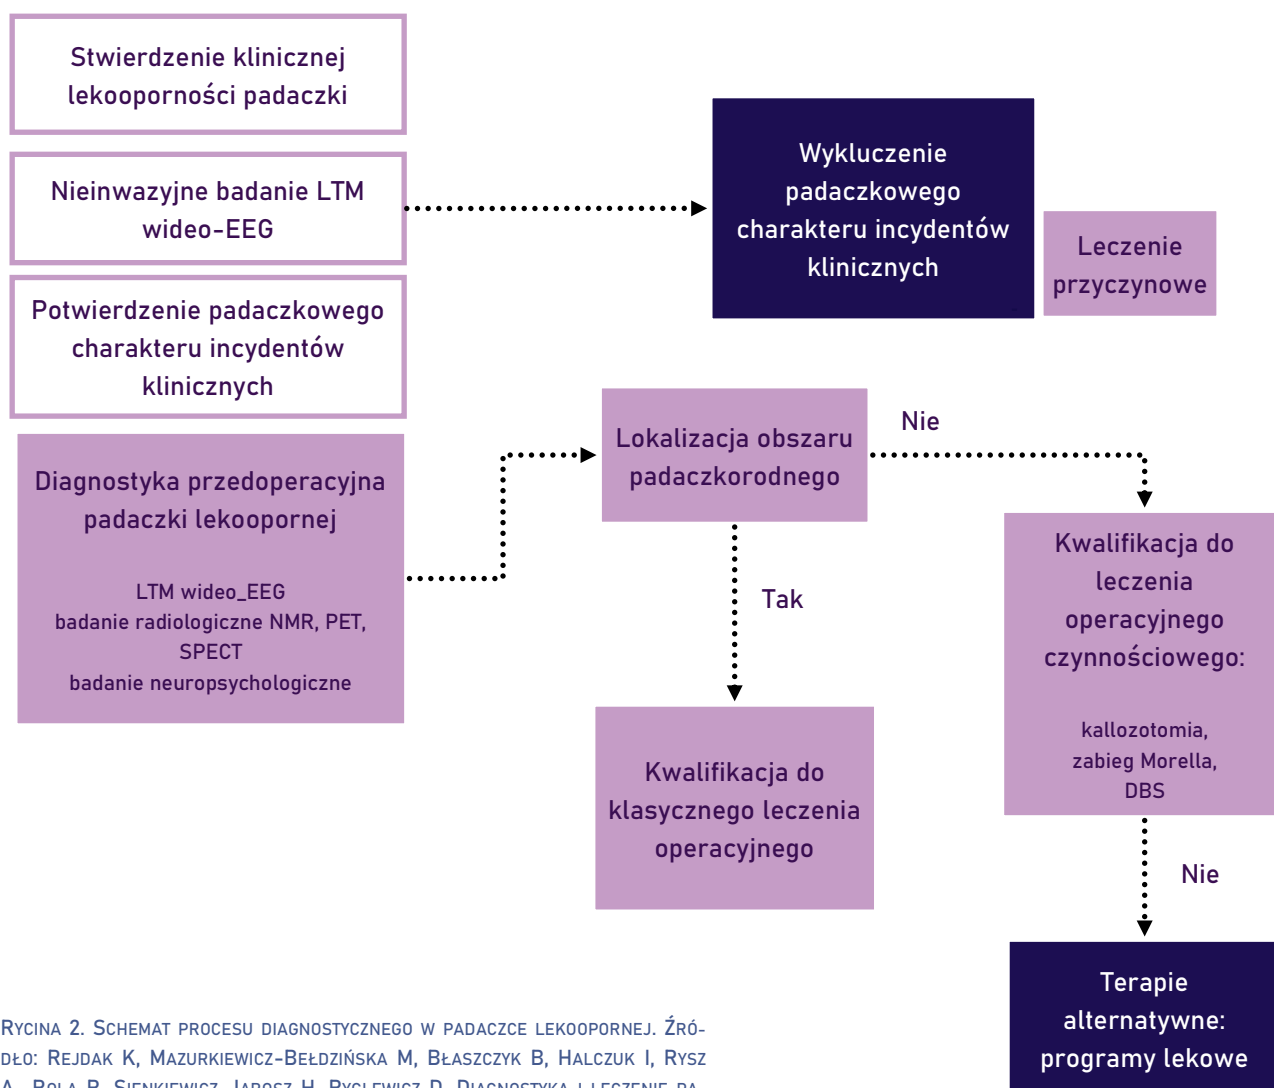 Stwierdzenie klinicznej
lekooporności padaczki
Nieinwazyjne badanie LTM
wideo-EEG
Potwierdzenie padaczkowego
charakteru incydentów
klinicznych
Wykluczenie
padaczkowego
charakteru incydentów
klinicznych
Leczenie
przyczynowe
Diagnostyka przedoperacyjna
padaczki lekoopornej
LTM wideo_EEG
badanie radiologiczne NMR, PET,
SPECT
badanie neuropsychologiczne
Lokalizacja obszaru
padaczkorodnego
Nie
Tak
Kwalifikacja do
klasycznego leczenia
operacyjnego
Kwalifikacja do
leczenia
operacyjnego
czynnościowego:
kallozotomia,
zabieg Morella,
DBS
Nie
Terapie
alternatywne:
programy lekowe
Rycina 2. Schemat procesu diagnostycznego w padaczce lekoopornej. Źró-
dło: Rejdak K, Mazurkiewicz-Bełdzińska M, Błaszczyk B, Halczuk I, Rysz